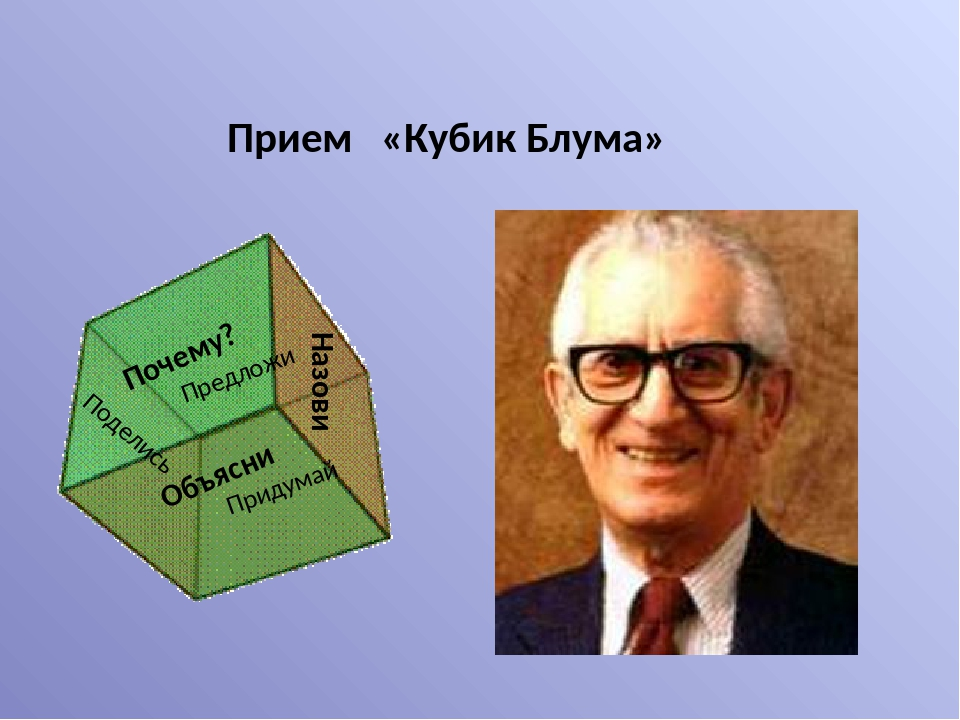 Прием «Кубик Блума»
Почему?
Предложи
Назови
Поделись
Объясни
Придумай